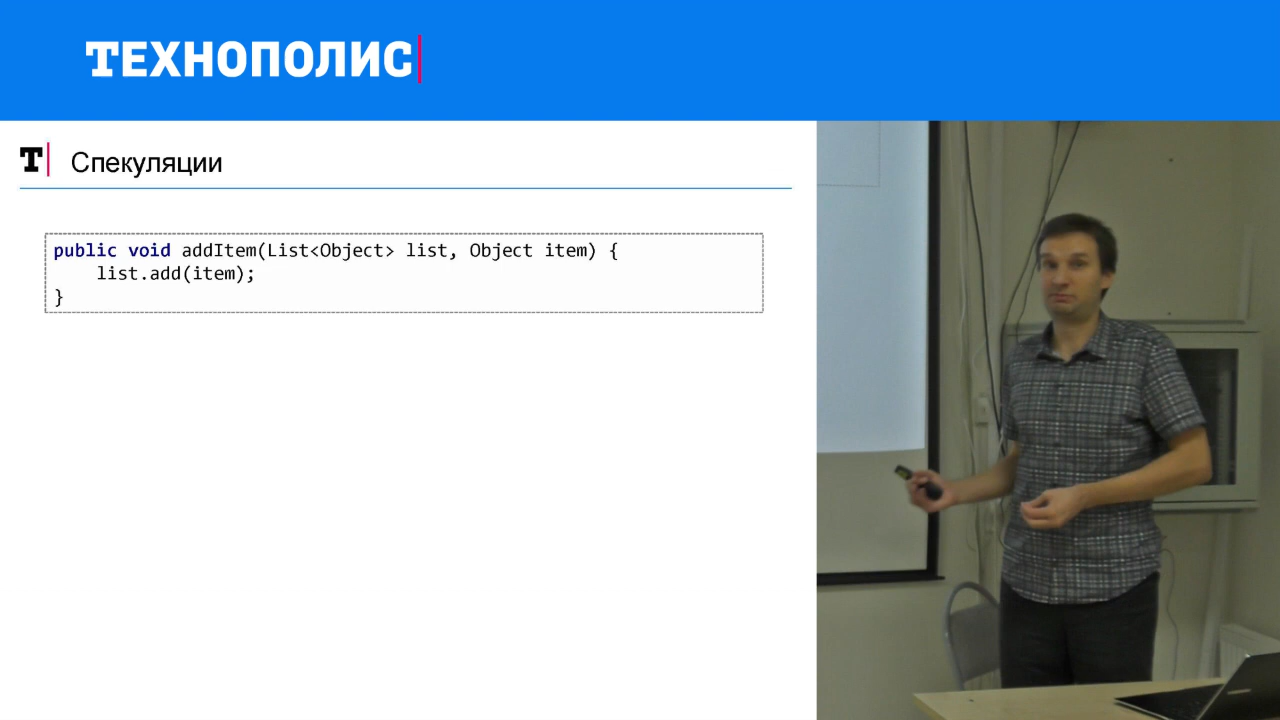 ТЕХНОПОЛИС
Т Спекуляции
public void addItem(List<Object> list, Object item) {
    list.add(item);
}